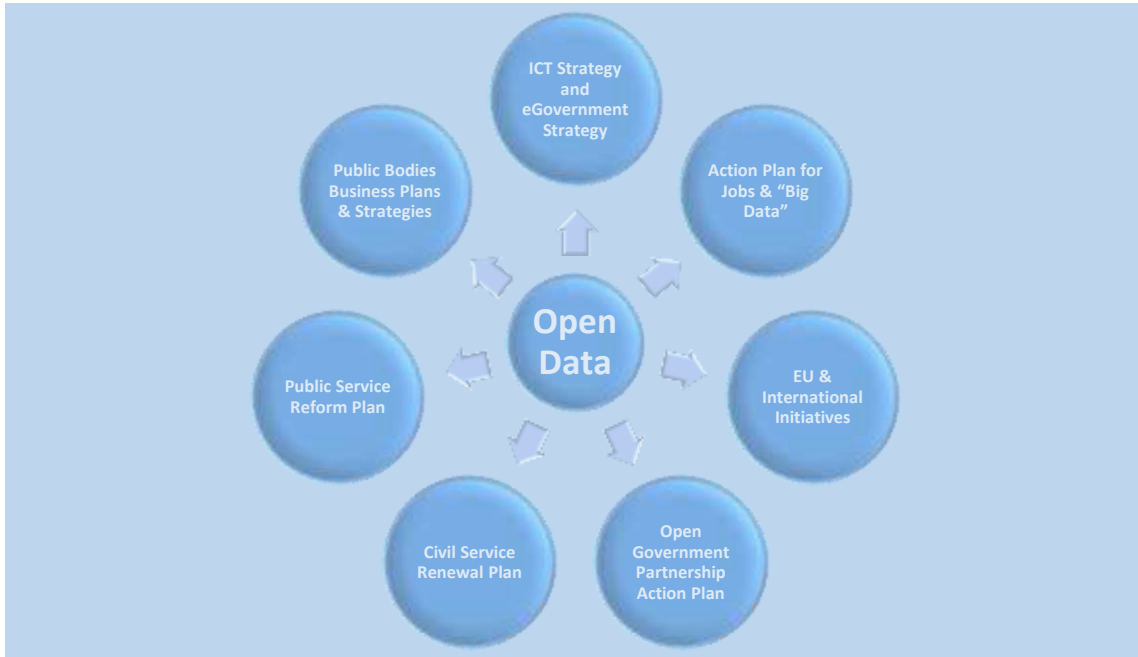 ICT Strategy
and
eGovernment
Strategy
Public Bodies
Business Plans
& Strategies
Action Plan for
Jobs & “Big
Data”
Open
Data
Public Service
Reform Plan
EU &
International
Initiatives
Civil Service
Renewal Plan
Open
Government
Partnership
Action Plan